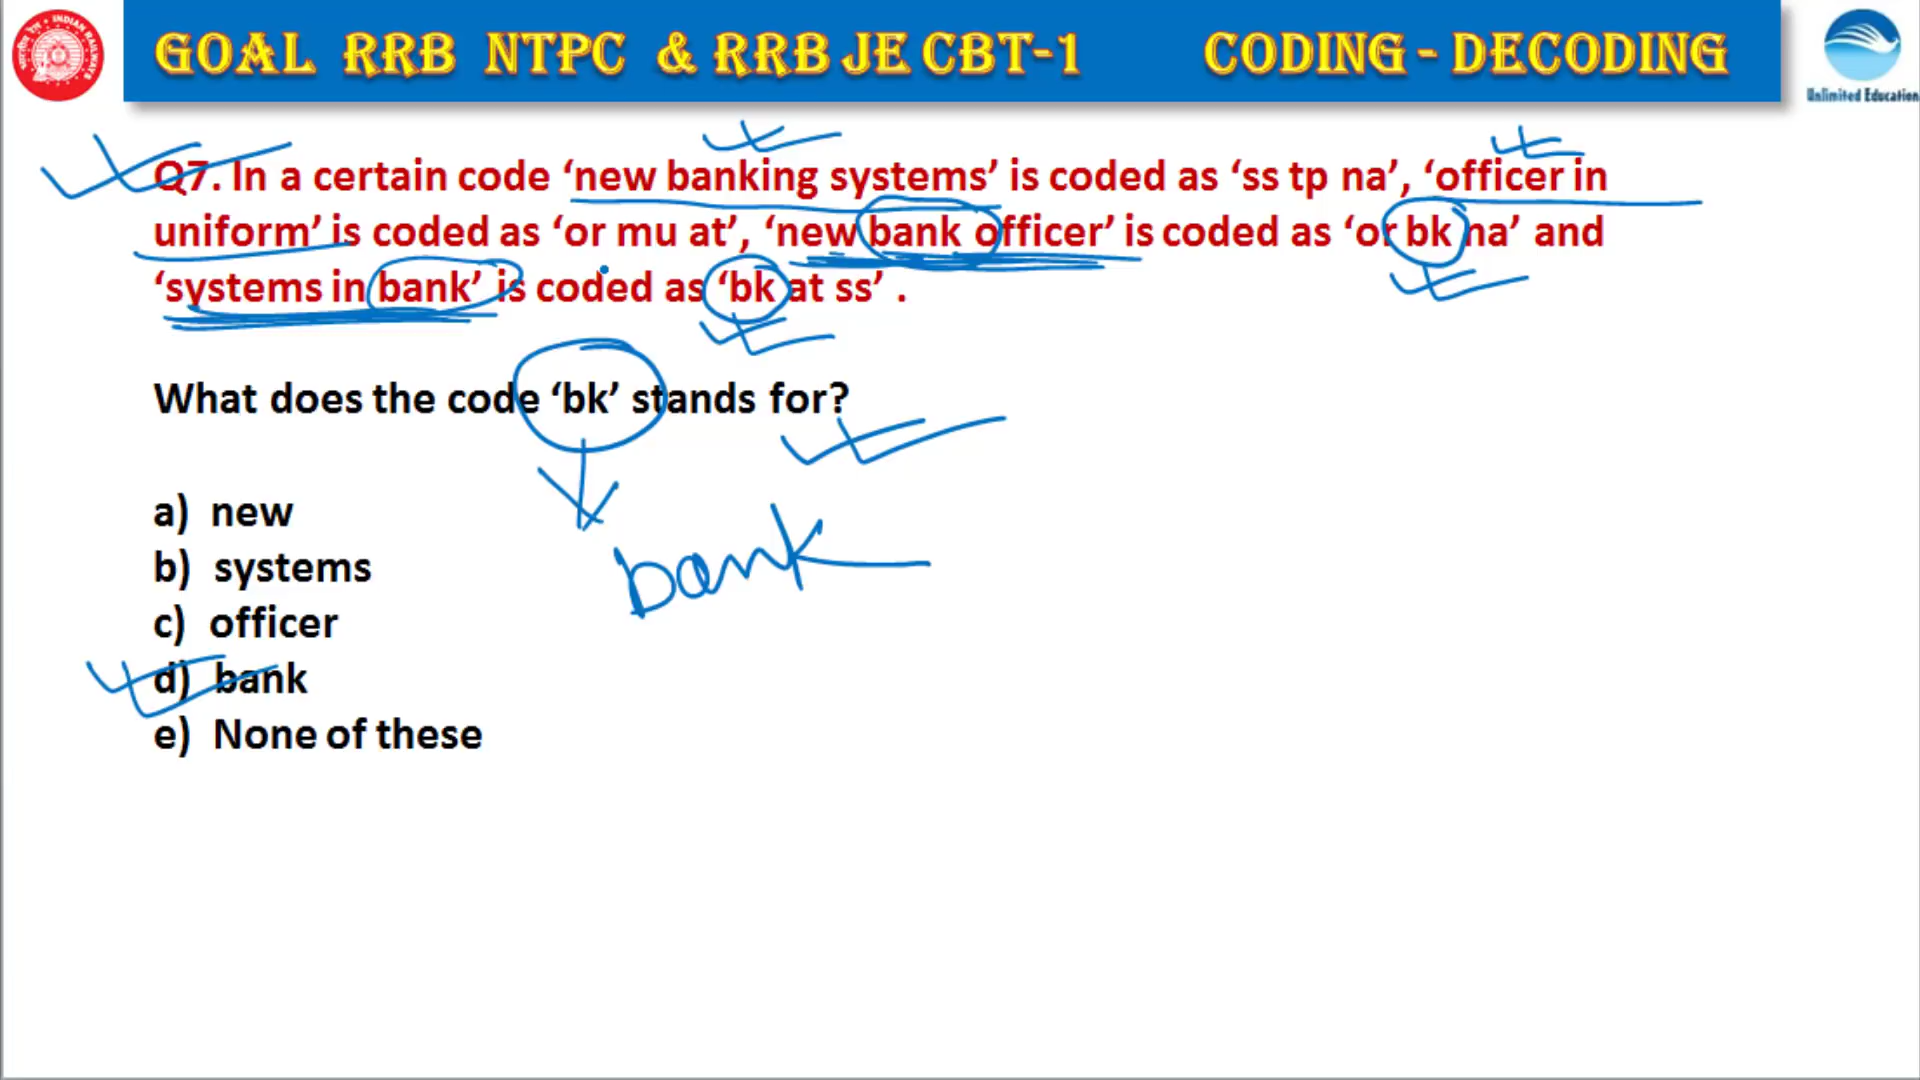 GOAL RRB NTPC & RRB JE CBT-1 CODING - DECODING
Unlimited Education
Q7. In a certain code ‘new banking systems’ is coded as ‘ss tp na’, ‘officer in
uniform’ is coded as ‘or mu at’, ‘new bank officer’ is coded as ‘or bk na’ and
‘systems in bank’ is coded as ‘bk at ss’ .
What does the code ‘bk’ stands for?
a) new
bank
b) systems
c) officer
d) bank
e) None of these